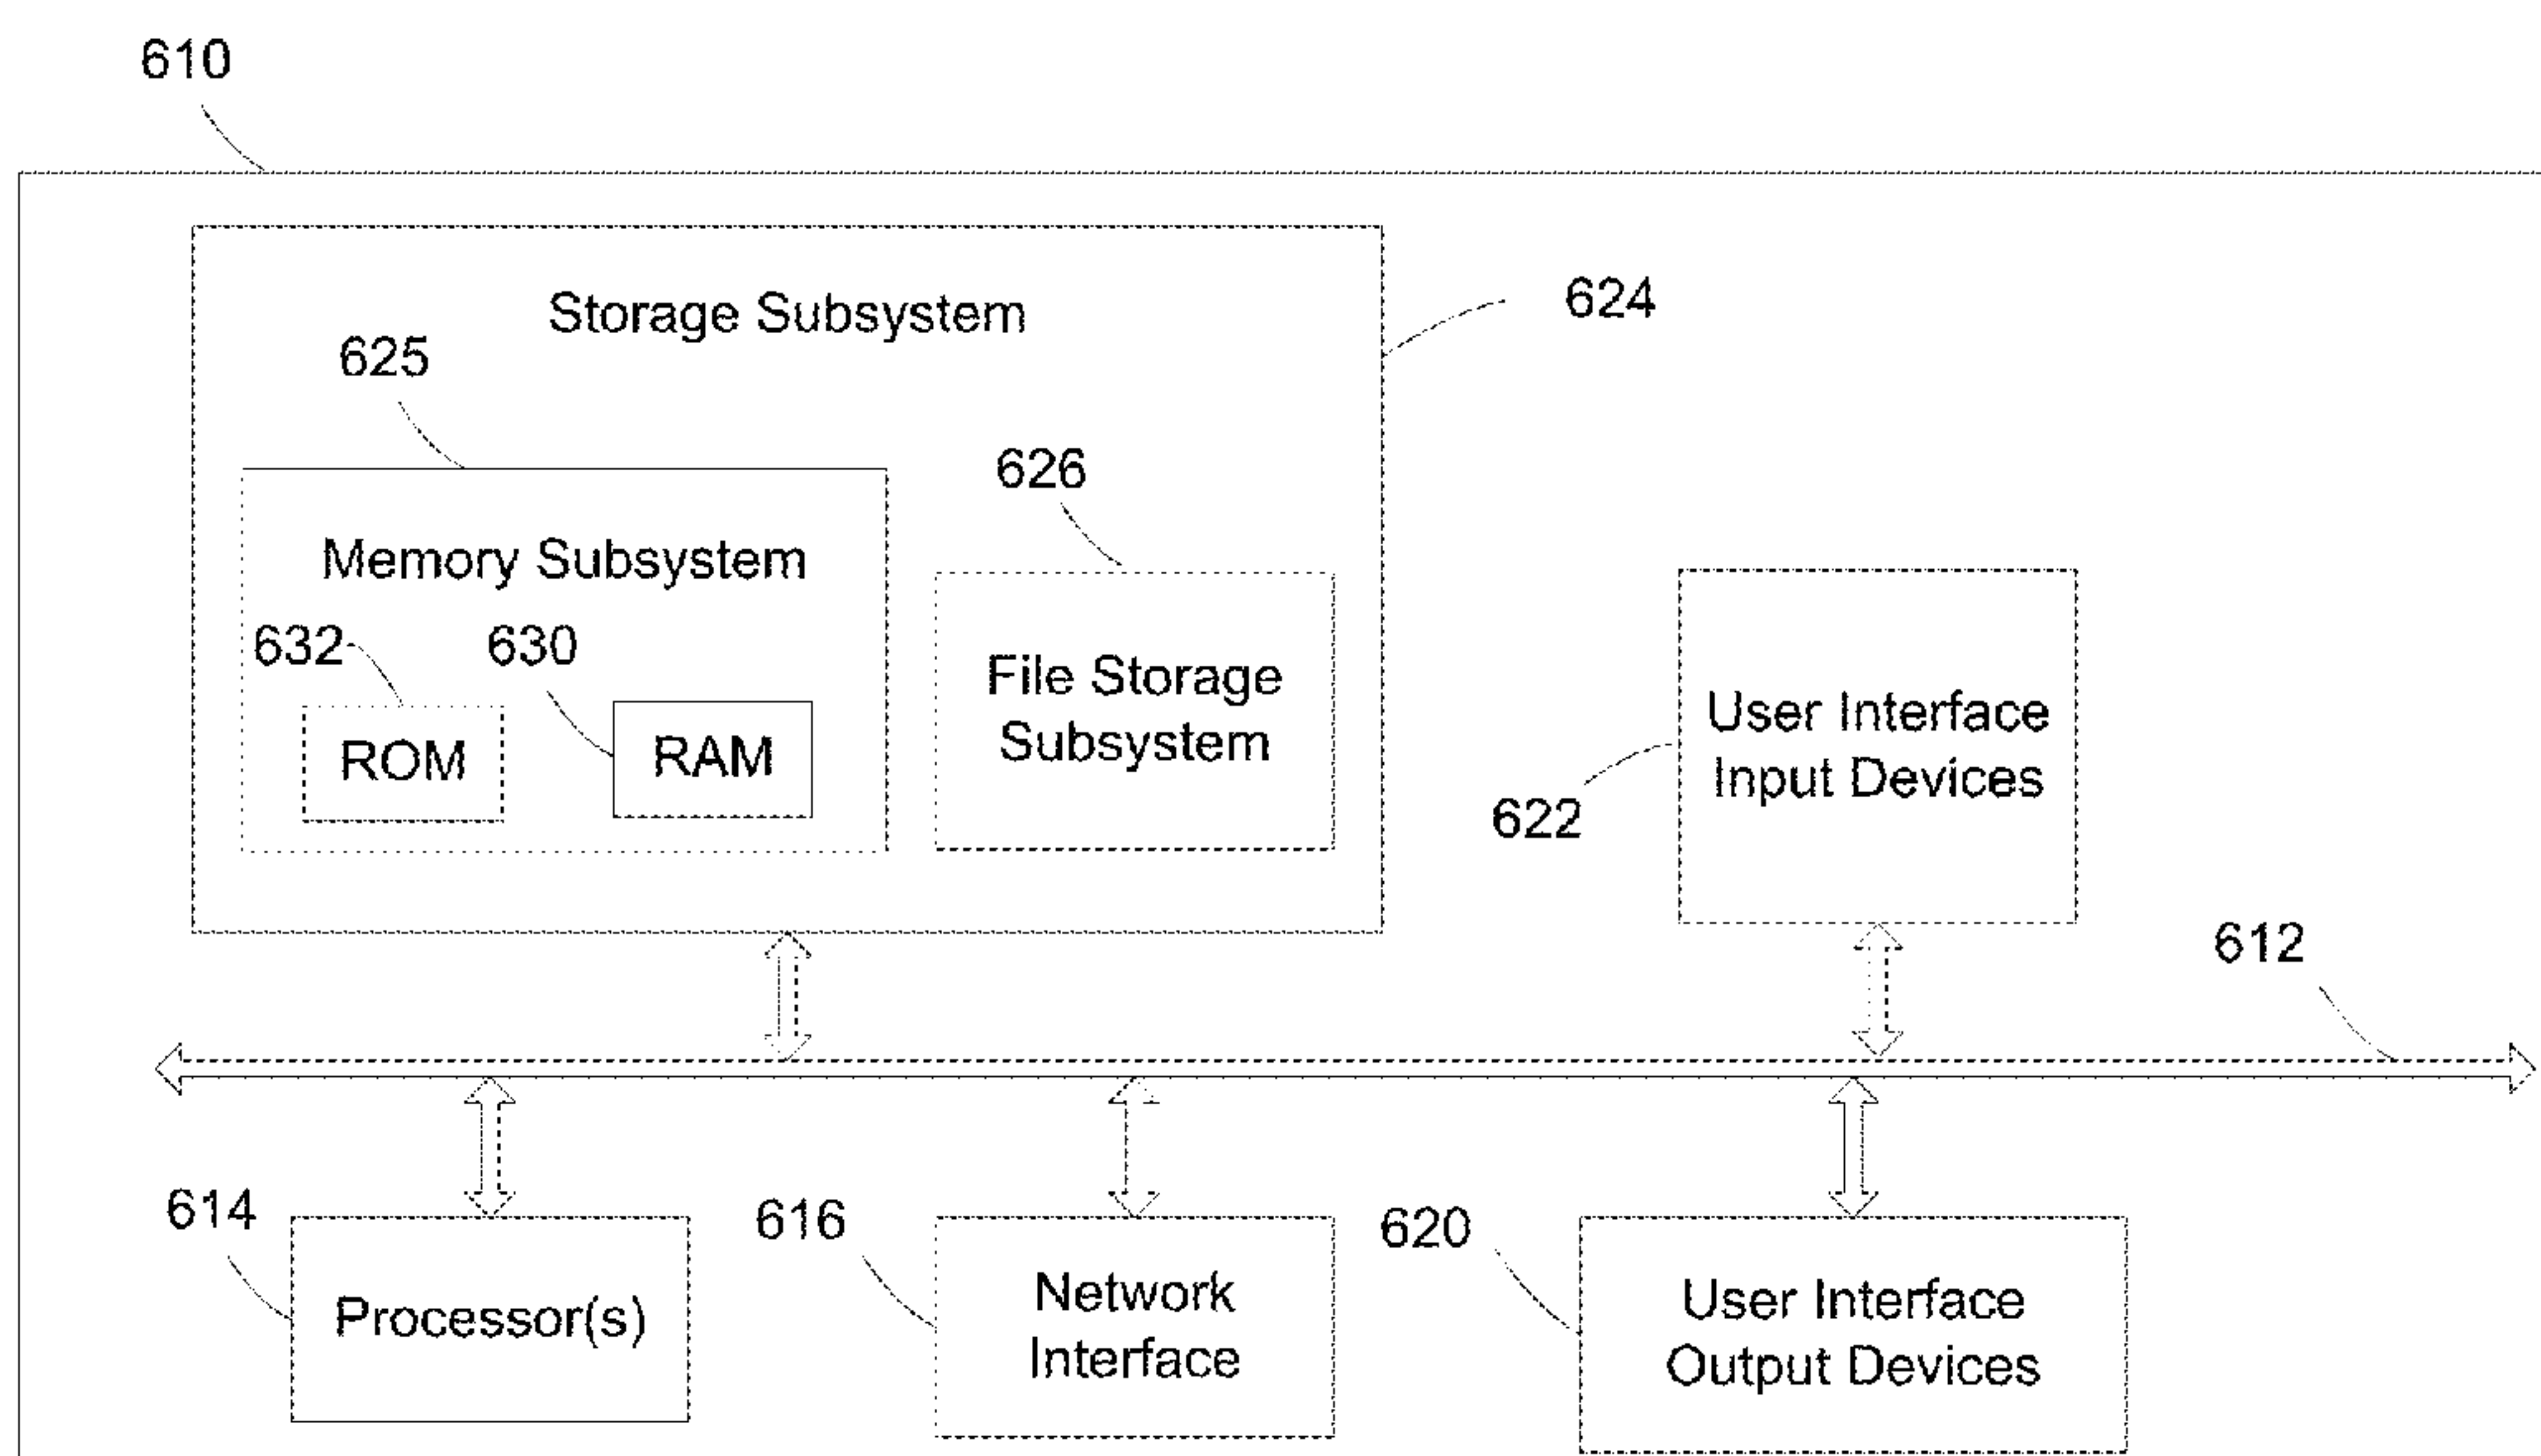 610
Storage Subsystem
624
625
626
Memory Subsystem
632
630
File Storage
Subsystem
ROM
RAM
User Interface
Input Devices
622
612
614
616
620
Processor(s)
Network
Interface
User Interface
Output Devices